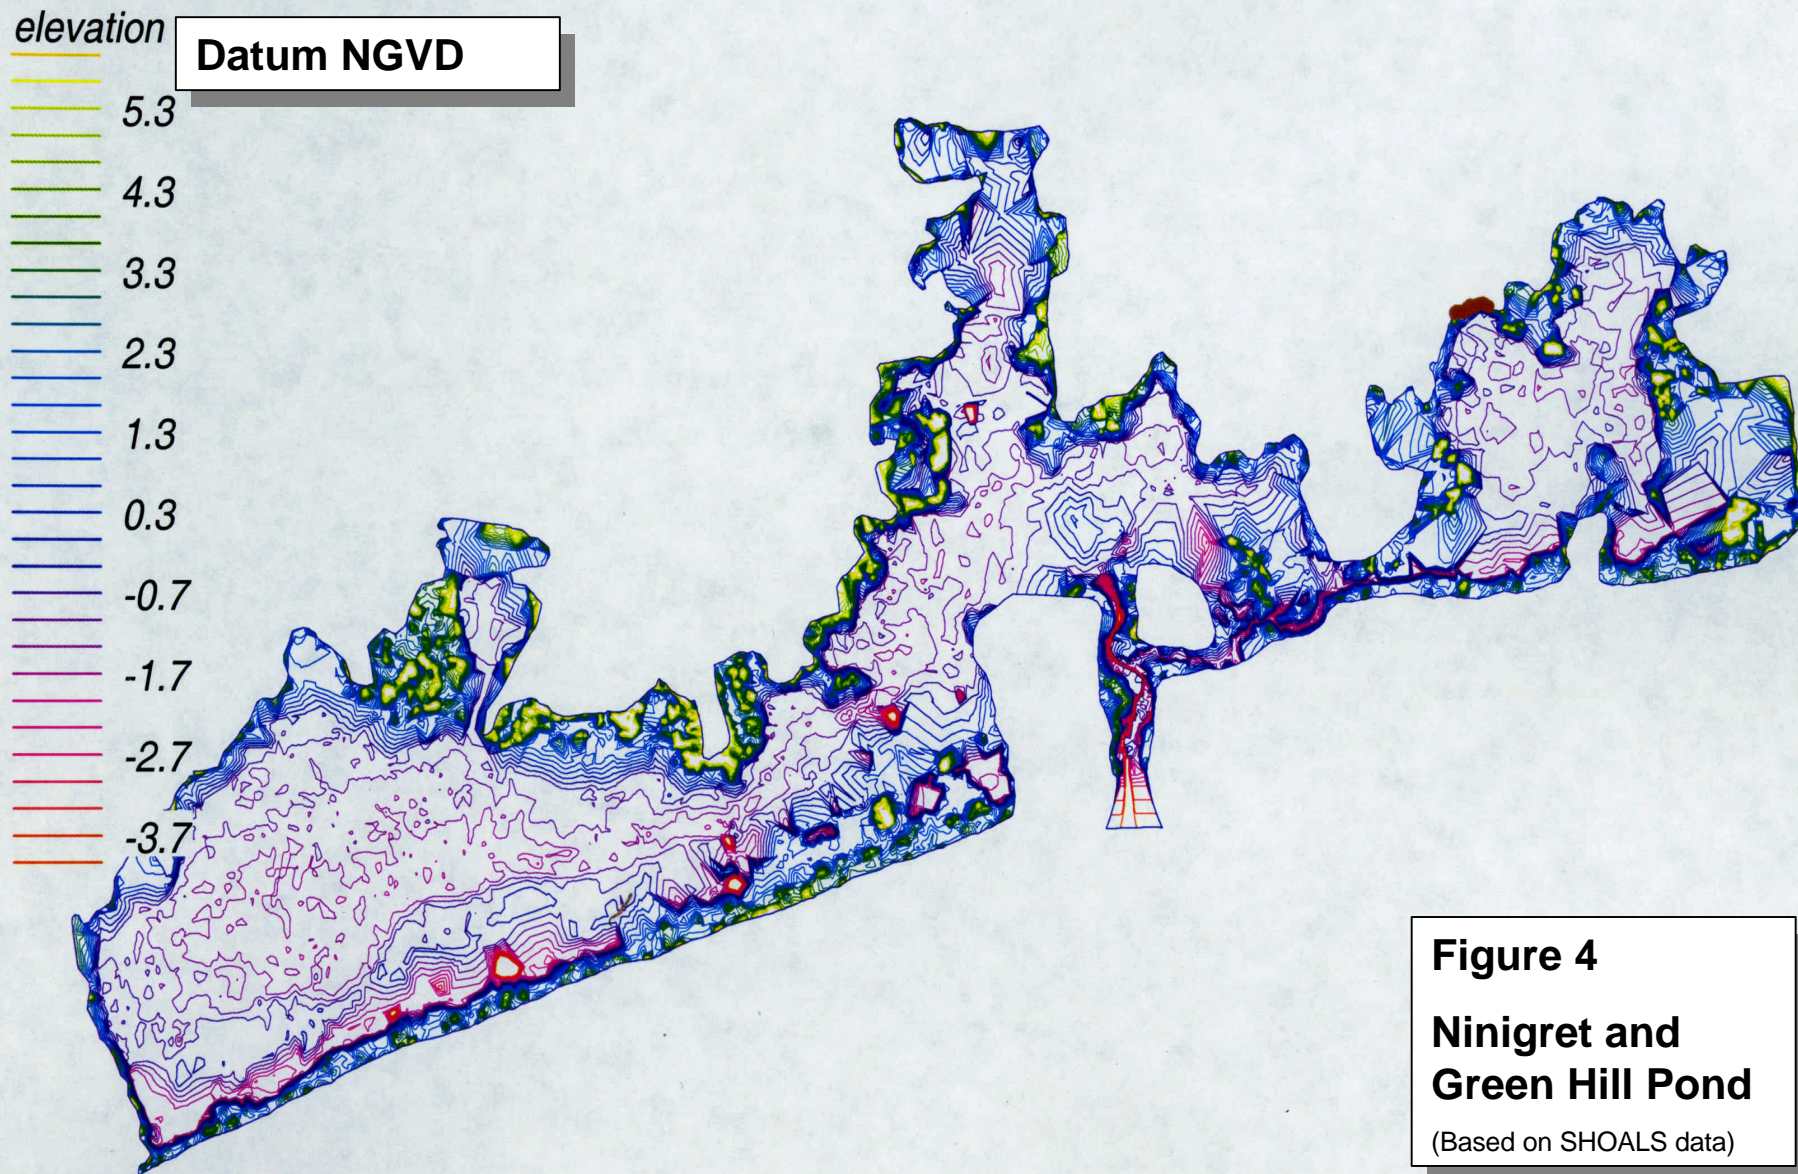 elevation
Datum NGVD
5.3
4.3
3.3
2.3
1.3
0.3
-0.7
-1.7
-2.7
-3.7
Figure 4
Ninigret and
Green Hill Pond
(Based on SHOALS data)